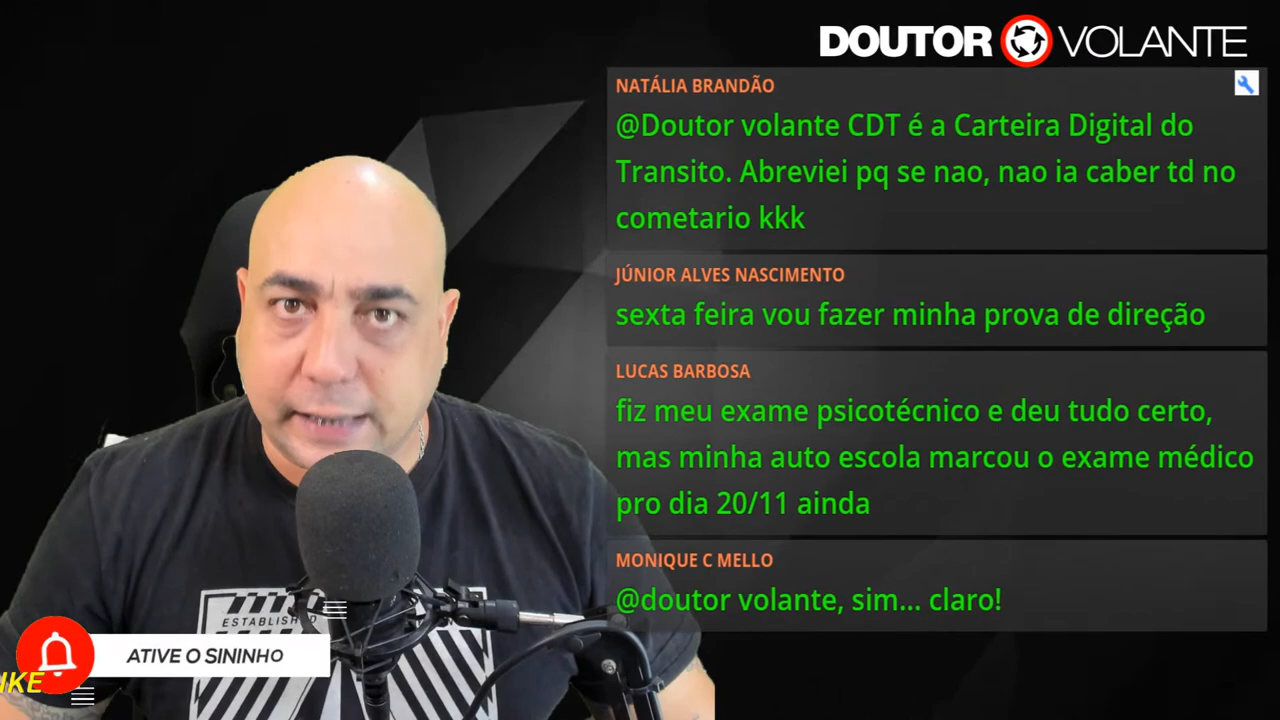 DOUTOR VOLANTE
NATÁLIA BRANDÃO
@Doutor volante CDT é a Carteira Digital do
Transito. Abreviei pq se nao, nao ia caber td no
cometario kkk
JÚNIOR ALVES NASCIMENTO
sexta feira vou fazer minha prova de direção
LUCAS BARBOSA
fiz meu exame psicotécnico e deu tudo certo,
mas minha auto escola marcou o exame médico
pro dia 20/11 ainda
MONIQUE C MELLO
@doutor volante, sim... claro!
ESTABLISHED
ATIVE O SININHO
IKE